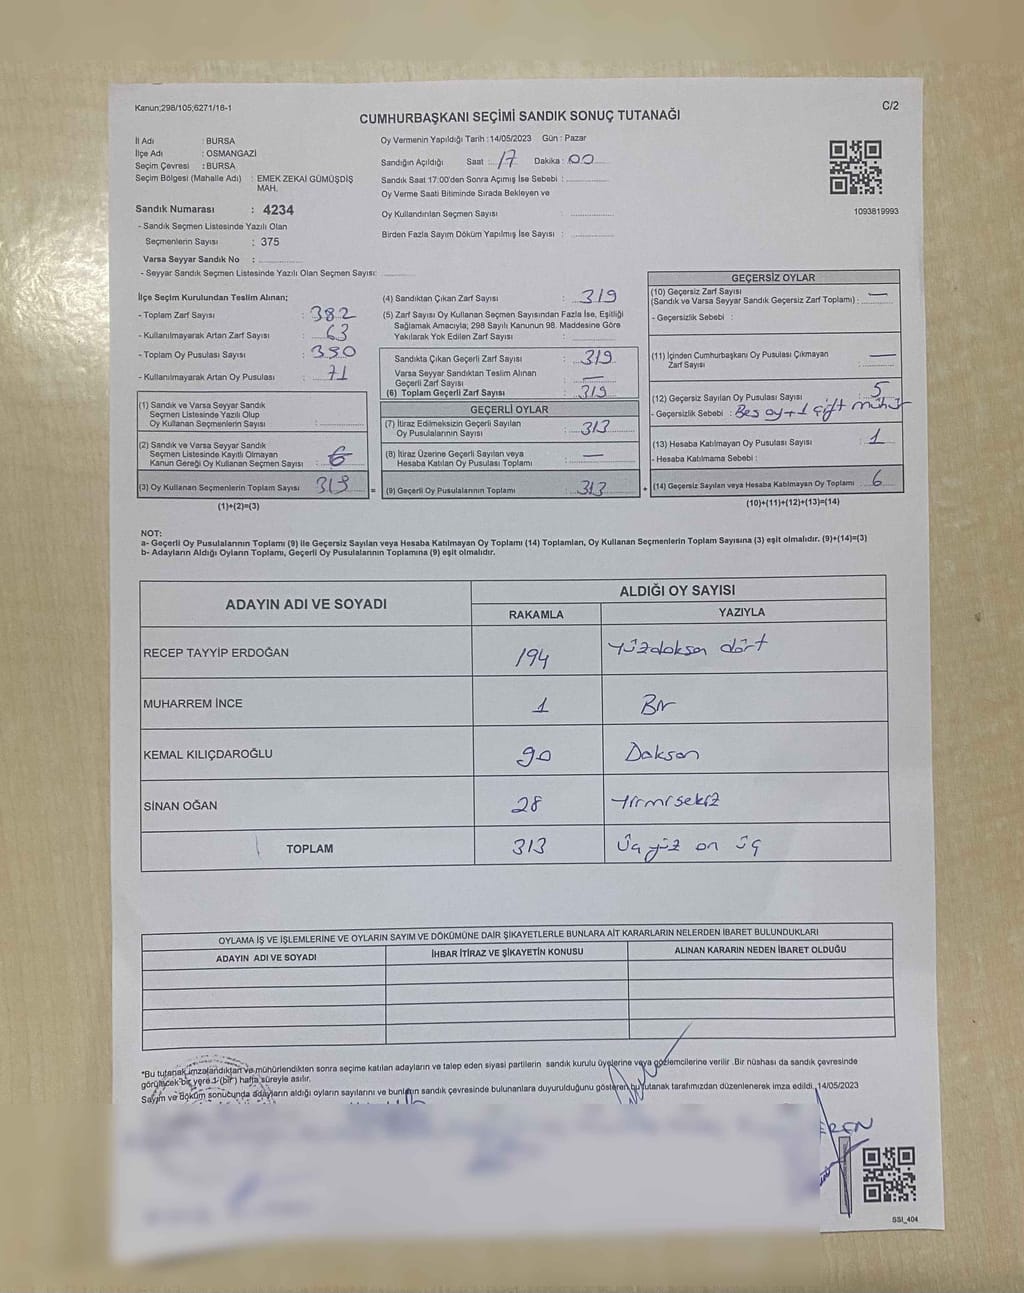 Kanun;298/105;6271/16-1
C/2
CUMHURBAŞKANI SEÇİMİ SANDIK SONUÇ TUTANAĞI
İl Adı : BURSA
İlçe Adı : OSMANGAZİ
Seçim Çevresi : BURSA
Seçim Bölgesi (Mahalle Adı) : EMEK ZEKAİ GÜMÜŞDİŞ
MAH.
Sandık Numarası : 4234
- Sandık Seçmen Listesinde Yazılı Olan
Seçmenlerin Sayısı : 375
Varsa Seyyar Sandık No : ..............
- Seyyar Sandık Seçmen Listesinde Yazılı Olan Seçmen Sayısı: ..............
Oy Vermenin Yapıldığı Tarih : 14/05/2023 Gün : Pazar
Sandığın Açıldığı Saat : 17 Dakika : 00
Sandık Saat 17:00'den Sonra Açımış İse Sebebi : ..............
Oy Verme Saati Bitiminde Sırada Bekleyen ve
Oy Kullandırılan Seçmen Sayısı : ..............
Birden Fazla Sayım Döküm Yapılmış İse Sayısı : ..............
1093819993
İlçe Seçim Kurulundan Teslim Alınan;
- Toplam Zarf Sayısı : 382
- Kullanılmayarak Artan Zarf Sayısı : 63
- Toplam Oy Pusulası Sayısı : 390
- Kullanılmayarak Artan Oy Pusulası : 71
(1) Sandık ve Varsa Seyyar Sandık
Seçmen Listesinde Yazılı Olup
Oy Kullanan Seçmenlerin Sayısı : ..............
(2) Sandık ve Varsa Seyyar Sandık
Seçmen Listesinde Kayıtlı Olmayan
Kanun Gereği Oy Kullanan Seçmen Sayısı : 6
(3) Oy Kullanan Seçmenlerin Toplam Sayısı : 319
(1)+(2)=(3)
(4) Sandıktan Çıkan Zarf Sayısı : 319
(5) Zarf Sayısı Oy Kullanan Seçmen Sayısından Fazla İse, Eşitliği
Sağlamak Amacıyla; 298 Sayılı Kanunun 98. Maddesine Göre
Yakılarak Yok Edilen Zarf Sayısı : ..............
Sandıkta Çıkan Geçerli Zarf Sayısı : 319
Varsa Seyyar Sandıktan Teslim Alınan
Geçerli Zarf Sayısı : —
(6) Toplam Geçerli Zarf Sayısı : 319
GEÇERLİ OYLAR
(7) İtiraz Edilmeksizin Geçerli Sayılan
Oy Pusulalarının Sayısı : 313
(8) İtiraz Üzerine Geçerli Sayılan veya
Hesaba Katılan Oy Pusulası Toplamı : —
= (9) Geçerli Oy Pusulalarının Toplamı : 313
GEÇERSİZ OYLAR
(10) Geçersiz Zarf Sayısı
(Sandık ve Varsa Seyyar Sandık Geçersiz Zarf Toplamı) : —
- Geçersizlik Sebebi :
(11) İçinden Cumhurbaşkanı Oy Pusulası Çıkmayan
Zarf Sayısı : —
(12) Geçersiz Sayılan Oy Pusulası Sayısı : 5
- Geçersizlik Sebebi : Beş oy+1 çift mühür
(13) Hesaba Katılmayan Oy Pusulası Sayısı : 1
- Hesaba Katılmama Sebebi :
+ (14) Geçersiz Sayılan veya Hesaba Katılmayan Oy Toplamı : 6
(10)+(11)+(12)+(13)=(14)
NOT:
a- Geçerli Oy Pusulalarının Toplamı (9) ile Geçersiz Sayılan veya Hesaba Katılmayan Oy Toplamı (14) Toplamları, Oy Kullanan Seçmenlerin Toplam Sayısına (3) eşit olmalıdır. (9)+(14)=(3)
b- Adayların Aldığı Oyların Toplamı, Geçerli Oy Pusulalarının Toplamına (9) eşit olmalıdır.
ADAYIN ADI VE SOYADI
ALDIĞI OY SAYISI
RAKAMLA YAZIYLA
RECEP TAYYİP ERDOĞAN 194 Yüzdoksan dört
MUHARREM İNCE 1 Bir
KEMAL KILIÇDAROĞLU 90 Doksan
SİNAN OĞAN 28 Yirmi sekiz
TOPLAM 313 Üçyüz on üç
OYLAMA İŞ VE İŞLEMLERİNE VE OYLARIN SAYIM VE DÖKÜMÜNE DAİR ŞİKAYETLERLE BUNLARA AİT KARARLARIN NELERDEN İBARET BULUNDUKLARI
ADAYIN ADI VE SOYADI İHBAR İTİRAZ VE ŞİKAYETİN KONUSU ALINAN KARARIN NEDEN İBARET OLDUĞU
*Bu tutanak imzalandıktan ve mühürlendikten sonra seçime katılan adayların ve talep eden siyasi partilerin sandık kurulu üyelerine veya gözlemcilerine verilir .Bir nüshası da sandık çevresinde
görülecek bir yere 1 (bir) hafta süreyle asılır.
Sayım ve döküm sonucunda adayların aldığı oyların sayılarını ve bunların sandık çevresinde bulunanlara duyurulduğunu gösteren bu tutanak tarafımızdan düzenlenerek imza edildi. 14/05/2023
SSI_404